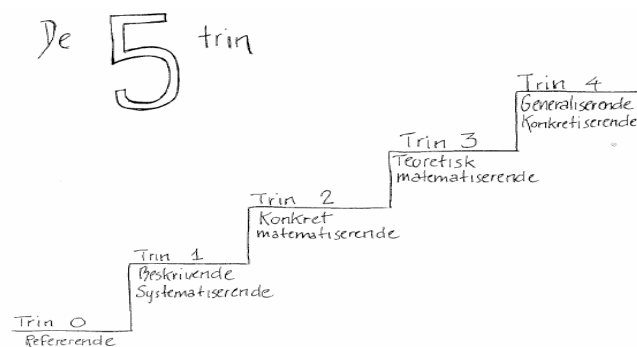 De 5 trin
Trin 4
Generaliserende
Konkretiserende
Trin 3
Teoretisk
matematiserende
Trin 2
Konkret
matematiserende
Trin 1
Beskrivende
Systematiserende
Trin 0
Refererende